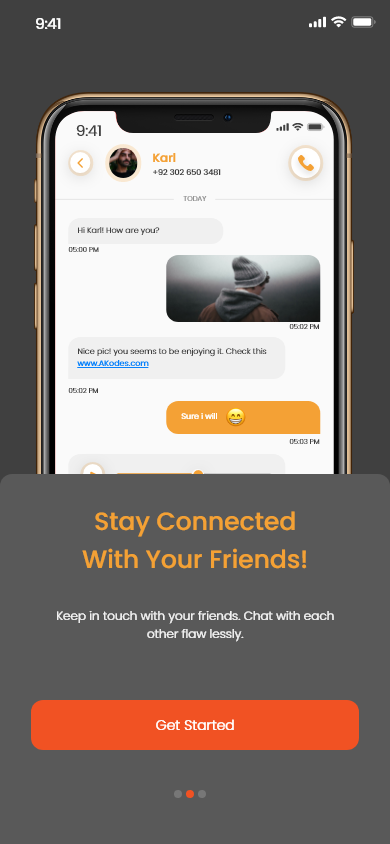 9:41
9:41
Karl
+92 302 650 3481
TODAY
Hi Karl! How are you?
05:00 PM
05:02 PM
Nice pic! you seems to be enjoying it. Check this
www.AKodes.com
05:02 PM
Sure i will 😁
05:03 PM
Stay Connected
With Your Friends!
Keep in touch with your friends. Chat with each
other flaw lessly.
Get Started